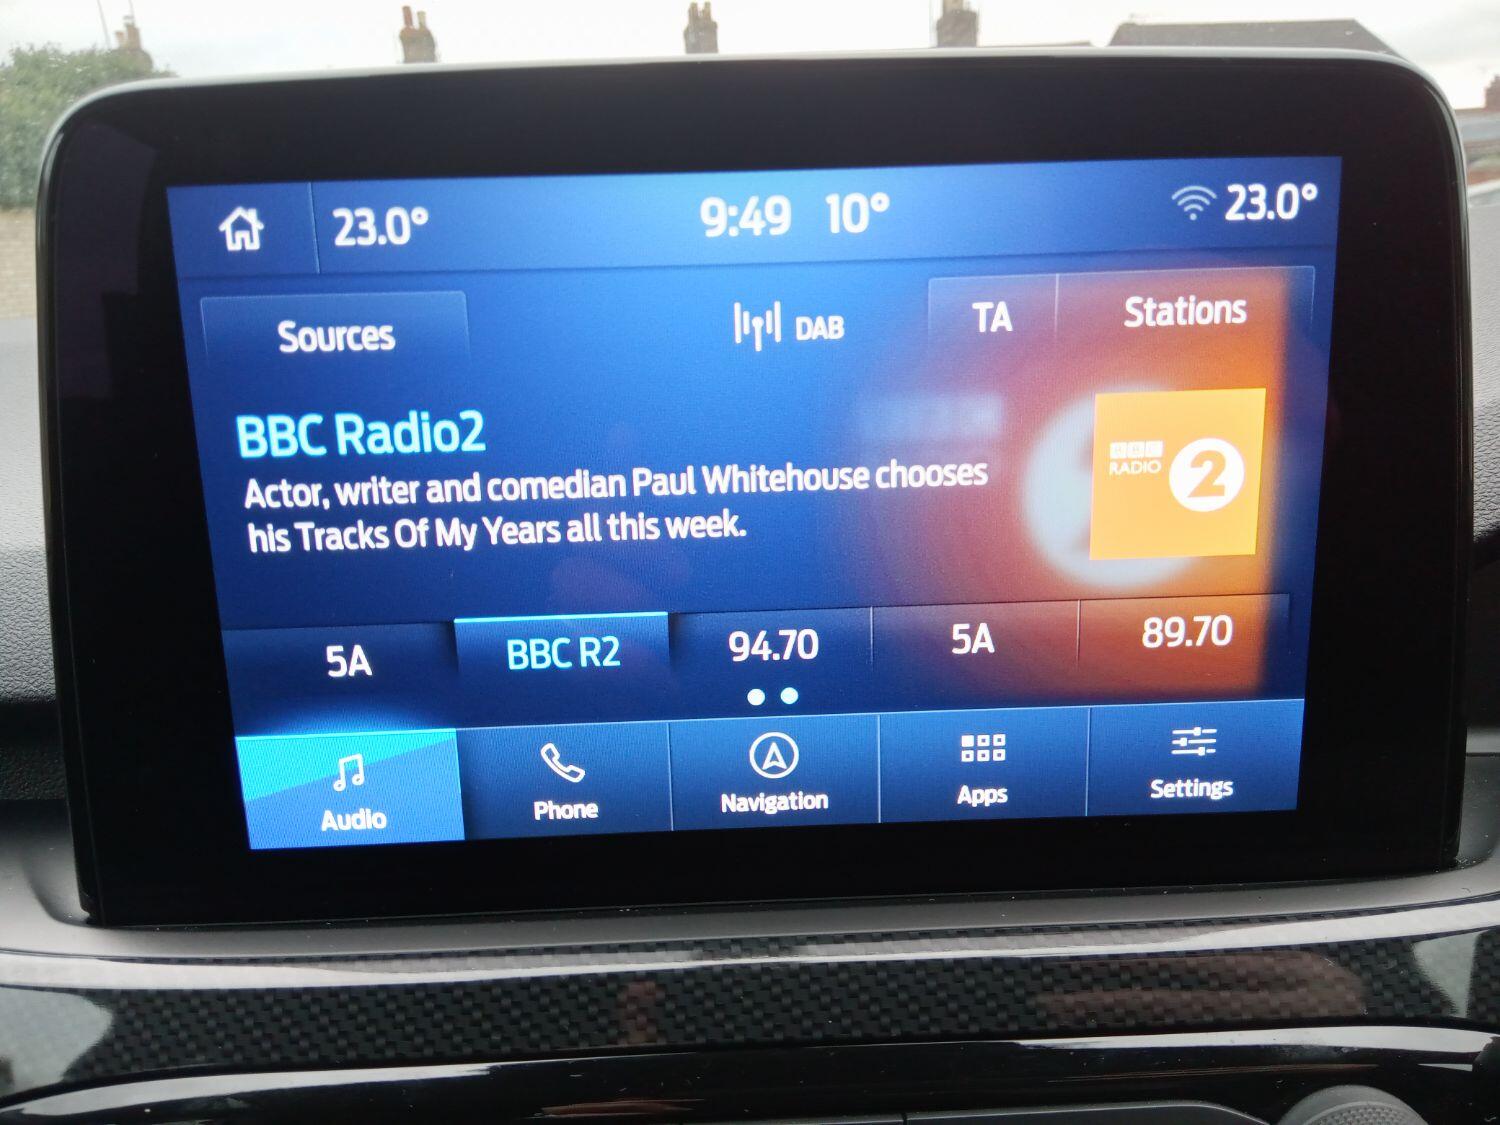 23.0° 9:49 10° 23.0°
Sources DAB TA Stations
BBC Radio2
Actor, writer and comedian Paul Whitehouse chooses
his Tracks Of My Years all this week.
BBC
RADIO 2
5A BBC R2 94.70 5A 89.70
Audio Phone Navigation Apps Settings